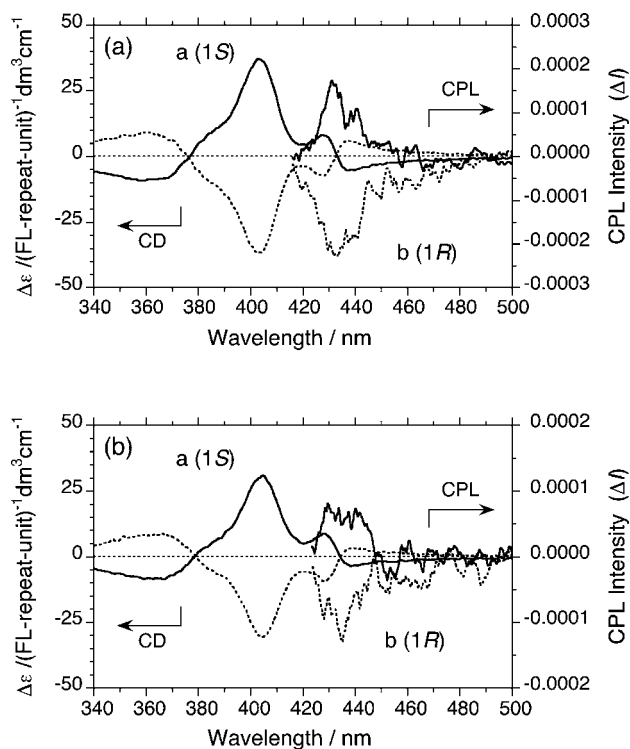 (a)
a (1S)
CPL
CD
b (1R)
50
25
0
-25
-50
0.0003
0.0002
0.0001
0.0000
-0.0001
-0.0002
-0.0003
340 360 380 400 420 440 460 480 500
Δε /(FL-repeat-unit)⁻¹dm³cm⁻¹
CPL Intensity (ΔI)
Wavelength / nm
(b)
a (1S)
CPL
CD
b (1R)
50
25
0
-25
-50
0.0002
0.0001
0.0000
-0.0001
-0.0002
340 360 380 400 420 440 460 480 500
Δε /(FL-repeat-unit)⁻¹dm³cm⁻¹
CPL Intensity (ΔI)
Wavelength / nm